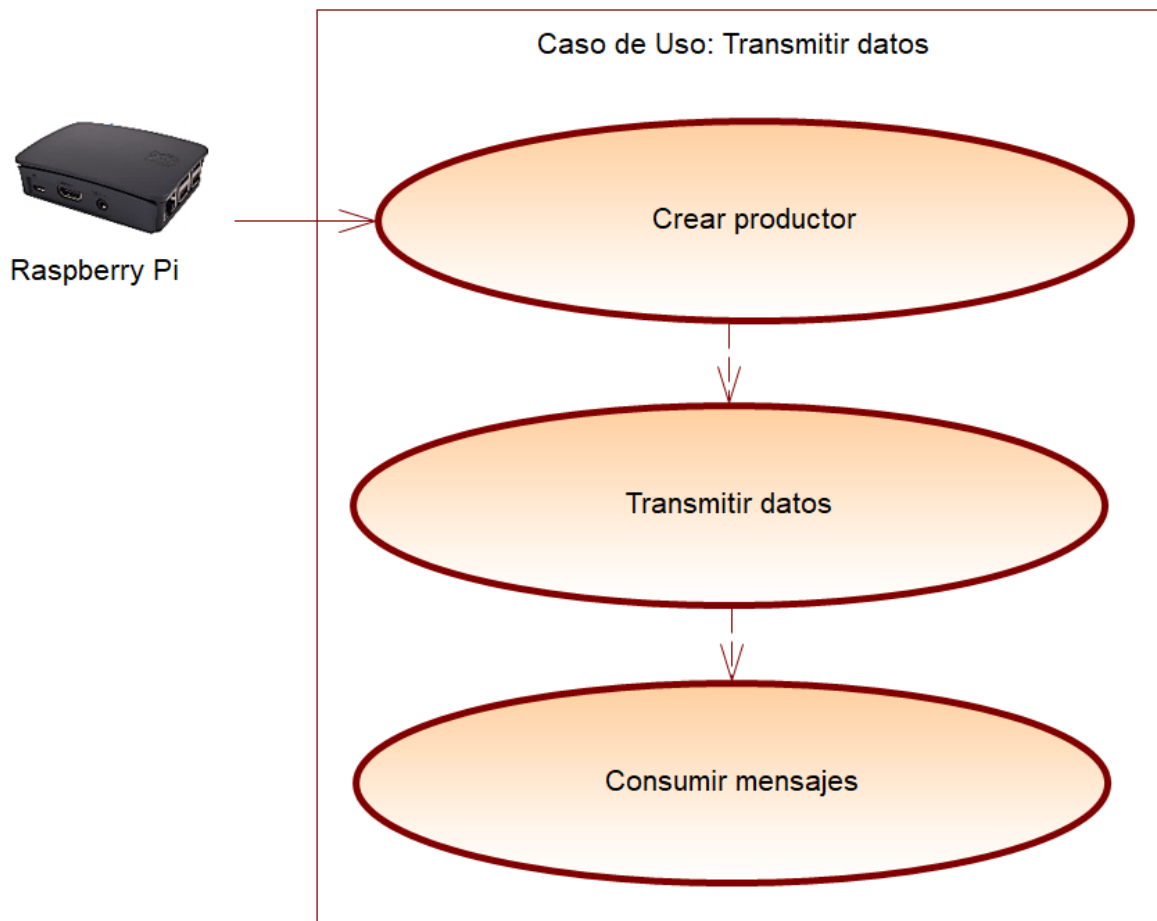 Caso de Uso: Transmitir datos
Crear productor
Raspberry Pi
Transmitir datos
Consumir mensajes